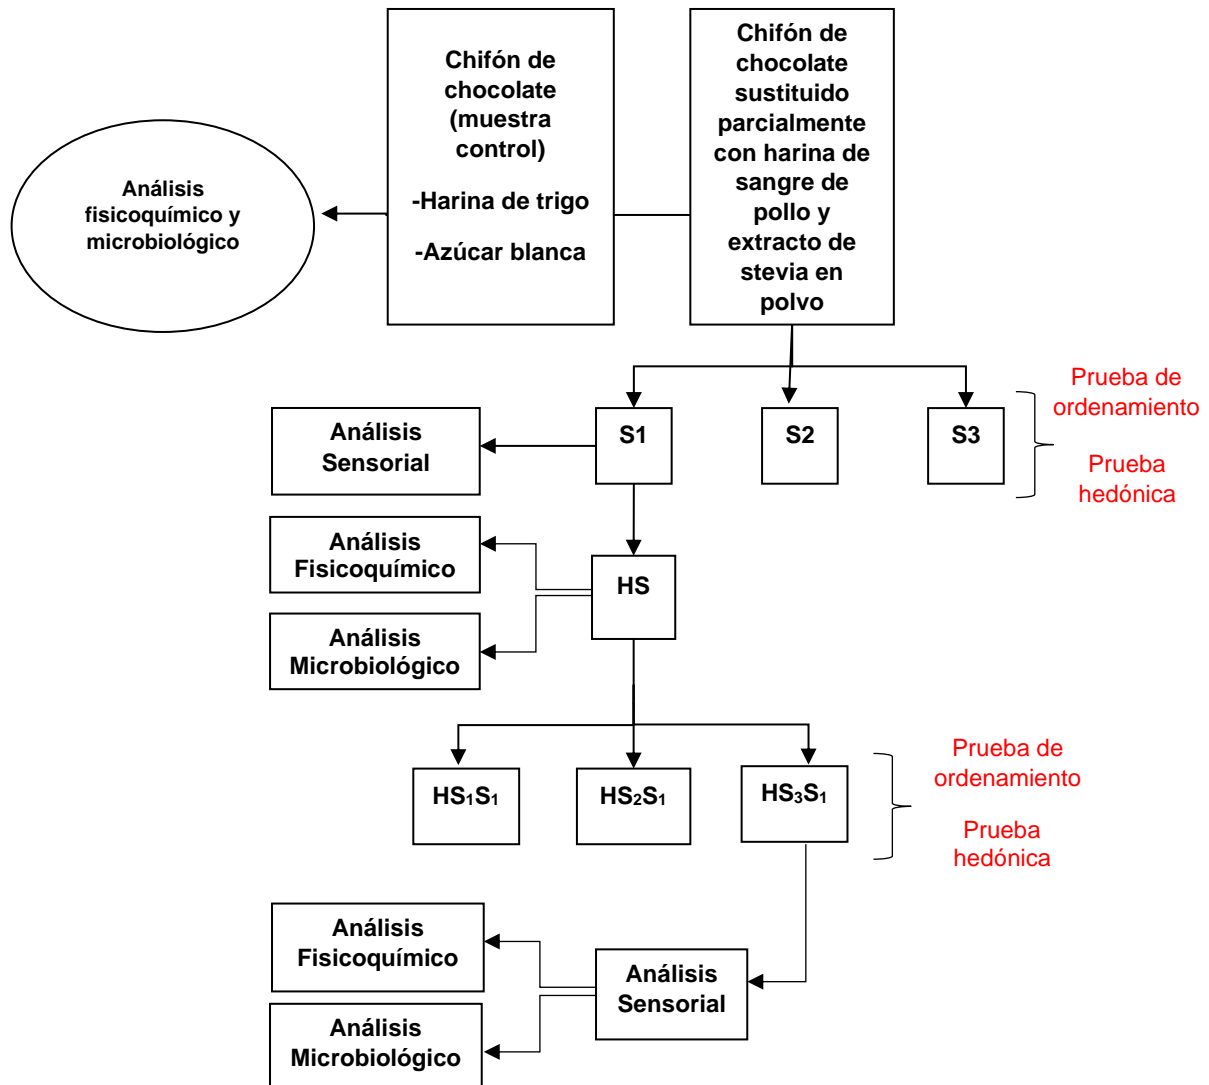 Análisis
fisicoquímico y
microbiológico
Chifón de
chocolate
(muestra
control)
-Harina de trigo
-Azúcar blanca
Chifón de
chocolate
sustituido
parcialmente
con harina de
sangre de
pollo y
extracto de
stevia en
polvo
Análisis
Sensorial
S1
S2
S3
Prueba de
ordenamiento
Prueba
hedónica
Análisis
Fisicoquímico
HS
Análisis
Microbiológico
HS₁S₁
HS₂S₁
HS₃S₁
Prueba de
ordenamiento
Prueba
hedónica
Análisis
Fisicoquímico
Análisis
Sensorial
Análisis
Microbiológico